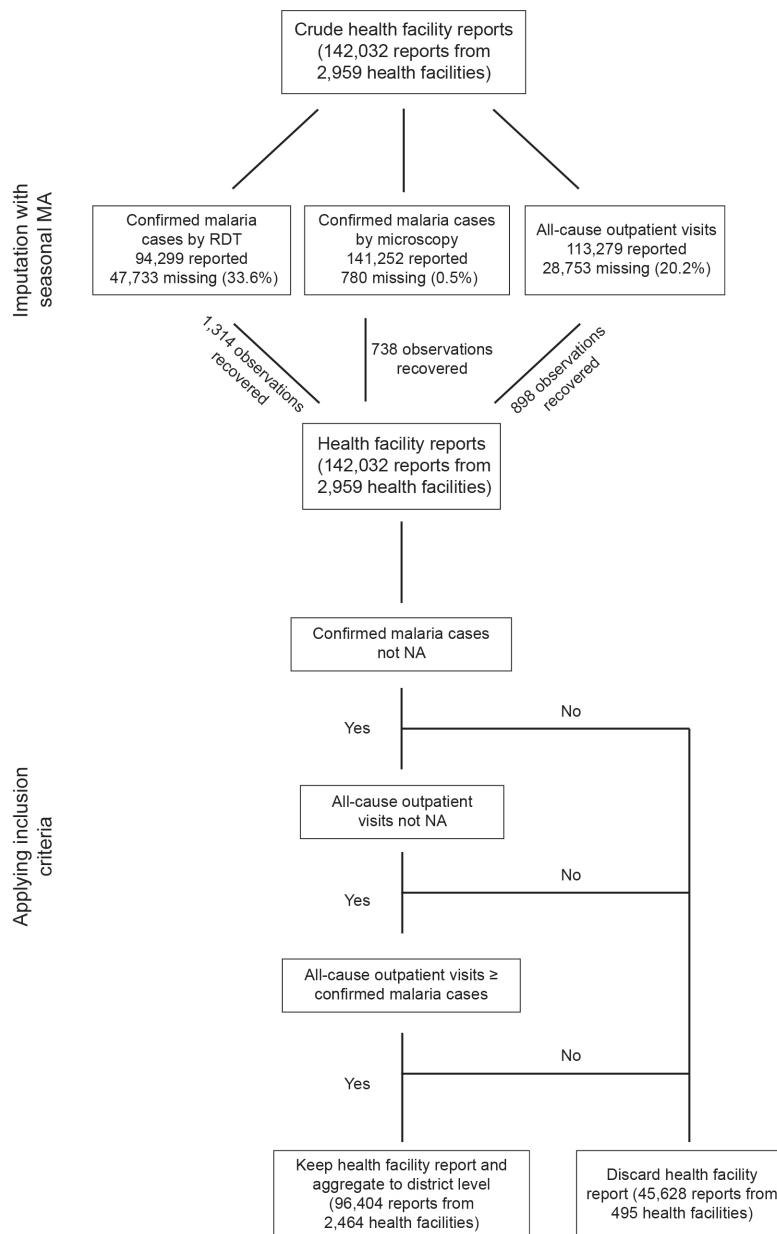 Crude health facility reports
(142,032 reports from
2,959 health facilities)
Imputation with
seasonal MA
Confirmed malaria
cases by RDT
94,299 reported
47,733 missing (33.6%)
Confirmed malaria cases
by microscopy
141,252 reported
780 missing (0.5%)
All-cause outpatient visits
113,279 reported
28,753 missing (20.2%)
1,314 observations
recovered
738 observations
recovered
898 observations
recovered
Health facility reports
(142,032 reports from
2,959 health facilities)
Applying inclusion
criteria
Confirmed malaria cases
not NA
Yes
No
All-cause outpatient
visits not NA
Yes
No
All-cause outpatient visits ≥
confirmed malaria cases
Yes
No
Keep health facility report and
aggregate to district level
(96,404 reports from
2,464 health facilities)
Discard health facility
report (45,628 reports from
495 health facilities)